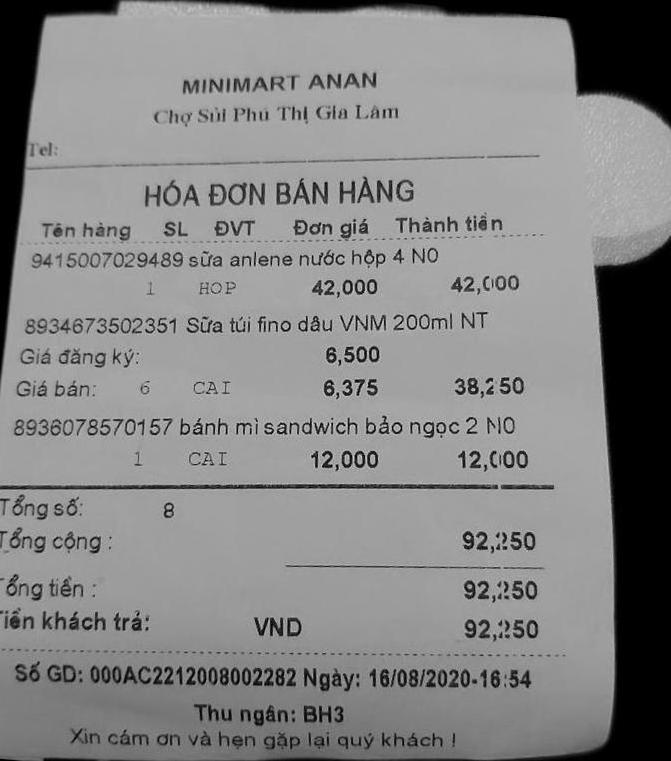 MINIMART ANAN
Chợ Sủi Phú Thị Gia Lâm
Tel:
HÓA ĐƠN BÁN HÀNG
Tên hàng SL ĐVT Đơn giá Thành tiền
9415007029489 sữa anlene nước hộp 4 NO
1 HOP 42,000 42,000
8934673502351 Sữa túi fino dâu VNM 200ml NT
Giá đăng ký: 6,500
Giá bán: 6 CAI 6,375 38,250
8936078570157 bánh mì sandwich bảo ngọc 2 NO
1 CAI 12,000 12,000
Tổng số: 8
Tổng cộng : 92,250
Tổng tiền : 92,250
Tiền khách trả: VND 92,250
Số GD: 000AC2212008002282 Ngày: 16/08/2020-16:54
Thu ngân: BH3
Xin cám ơn và hẹn gặp lại quý khách !